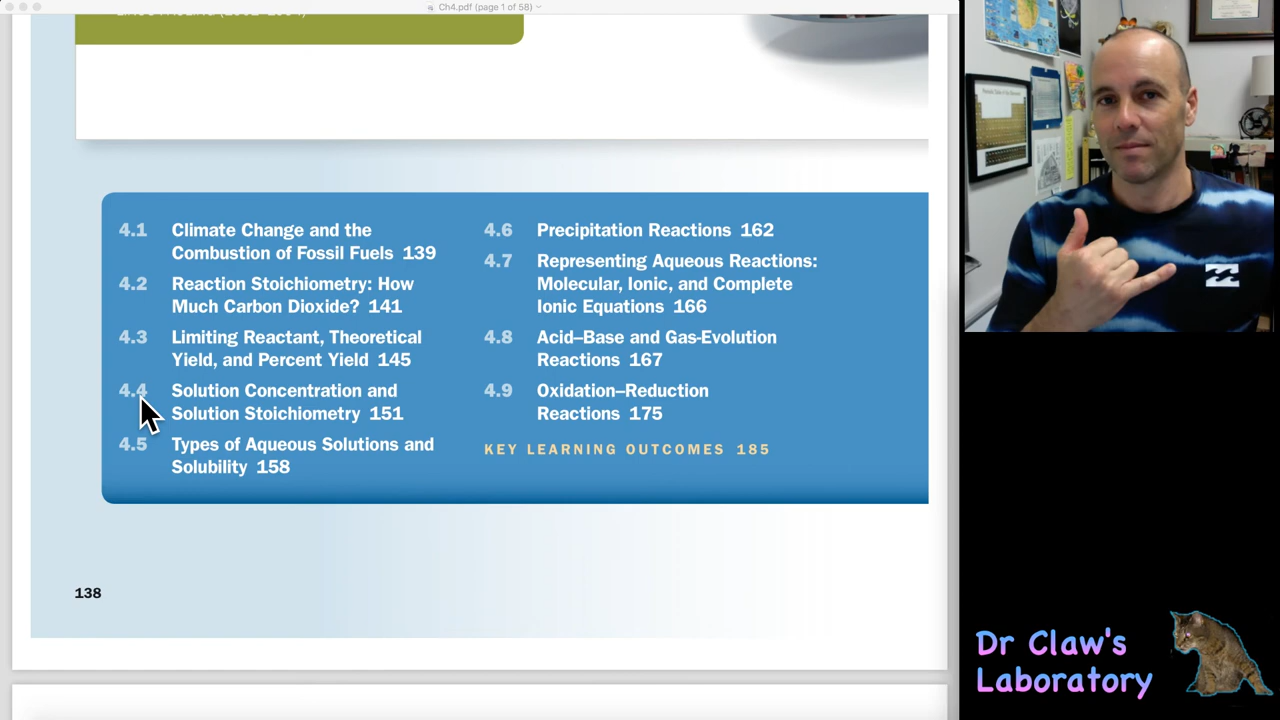 Ch4.pdf (page 1 of 58)
4.1 Climate Change and the
Combustion of Fossil Fuels 139
4.2 Reaction Stoichiometry: How
Much Carbon Dioxide? 141
4.3 Limiting Reactant, Theoretical
Yield, and Percent Yield 145
4.4 Solution Concentration and
Solution Stoichiometry 151
4.5 Types of Aqueous Solutions and
Solubility 158
4.6 Precipitation Reactions 162
4.7 Representing Aqueous Reactions:
Molecular, Ionic, and Complete
Ionic Equations 166
4.8 Acid–Base and Gas-Evolution
Reactions 167
4.9 Oxidation–Reduction
Reactions 175
KEY LEARNING OUTCOMES 185
138
Dr Claw's
Laboratory